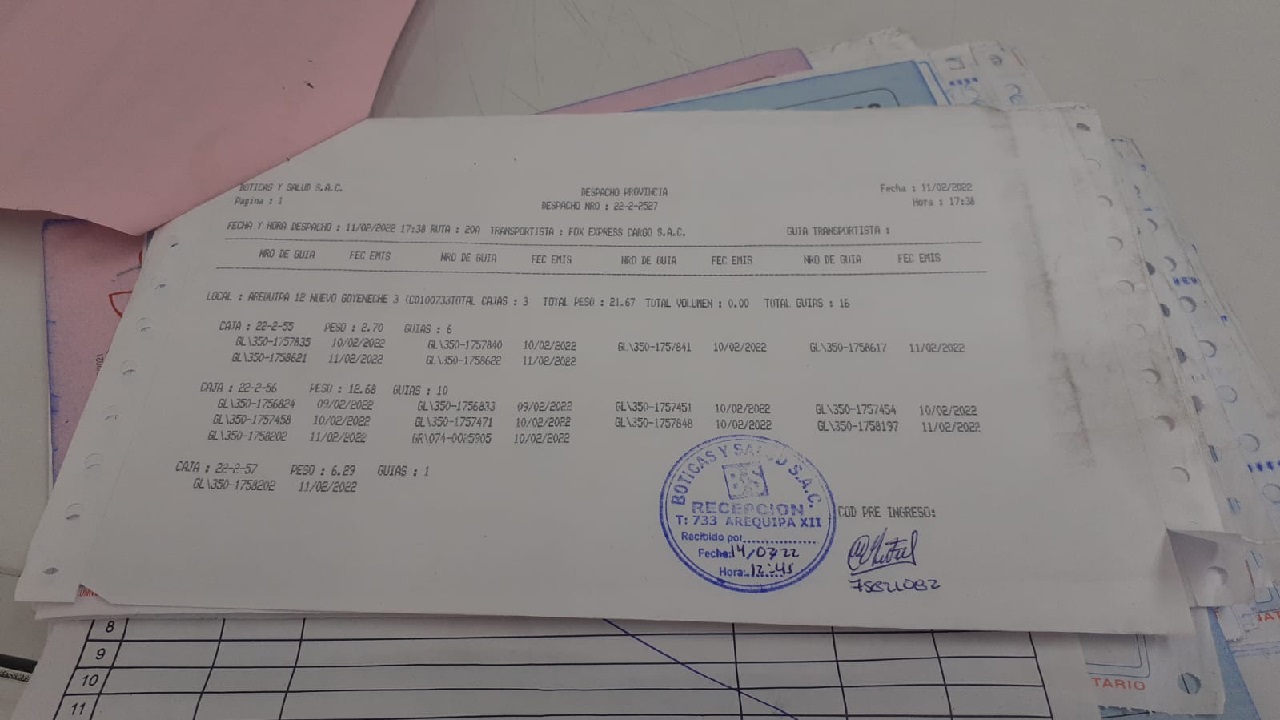 BOTICAS Y SALUD S.A.C. DESPACHO PROVINCIA Fecha : 11/02/2022
Pagina : 1 DESPACHO NRO : 22-2-2527 Hora : 17:38
FECHA Y HORA DESPACHO : 11/02/2022 17:38 RUTA : 20A TRANSPORTISTA : FOX EXPRESS CARGO S.A.C. GUIA TRANSPORTISTA :
NRO DE GUIA FEC EMIS NRO DE GUIA FEC EMIS NRO DE GUIA FEC EMIS NRO DE GUIA FEC EMIS
LOCAL : AREQUIPA 12 NUEVO GOYENECHE 3 (CO100733TOTAL CAJAS : 3 TOTAL PESO : 21.67 TOTAL VOLUMEN : 0.00 TOTAL GUIAS : 16
CAJA : 22-2-55 PESO : 2.70 GUIAS : 6
GL\350-1757835 10/02/2022 GL\350-1757840 10/02/2022 GL\350-1757841 10/02/2022 GL\350-1758617 11/02/2022
GL\350-1758621 11/02/2022 GL\350-1758622 11/02/2022
CAJA : 22-2-56 PESO : 12.68 GUIAS : 10
GL\350-1756824 09/02/2022 GL\350-1756833 09/02/2022 GL\350-1757451 10/02/2022 GL\350-1757454 10/02/2022
GL\350-1757458 10/02/2022 GL\350-1757471 10/02/2022 GL\350-1757848 10/02/2022 GL\350-1758197 11/02/2022
GL\350-1758202 11/02/2022 GR\074-0025905 10/02/2022
CAJA : 22-2-57 PESO : 6.29 GUIAS : 1
GL\350-1758202 11/02/2022
BOTICAS Y SALUD S.A.C.
RECEPCION
T: 733 AREQUIPA XII
Recibido por
Fecha: 14/02/22
Hora: 12:45
COD PRE INGRESO:
8
9
10
11
TARIO